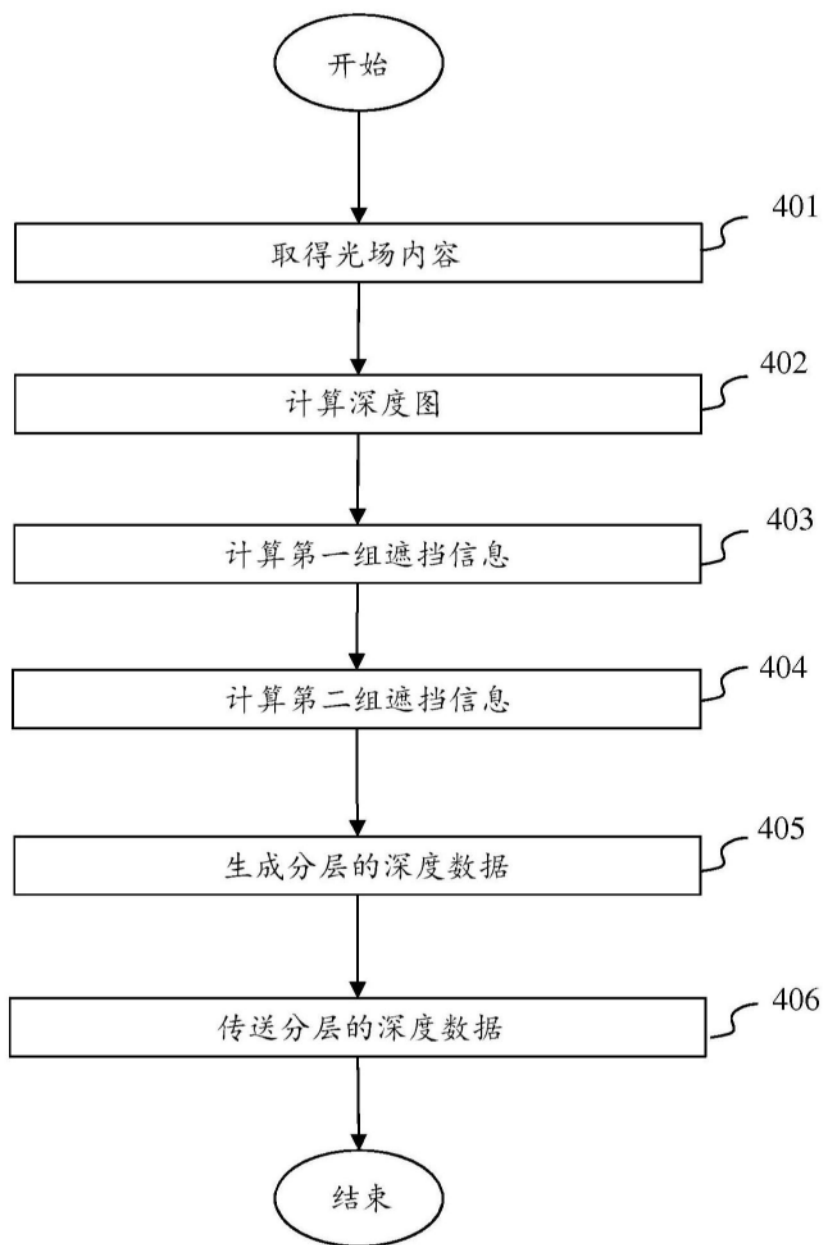 开始
401
取得光场内容
402
计算深度图
403
计算第一组遮挡信息
404
计算第二组遮挡信息
405
生成分层的深度数据
406
传送分层的深度数据
结束